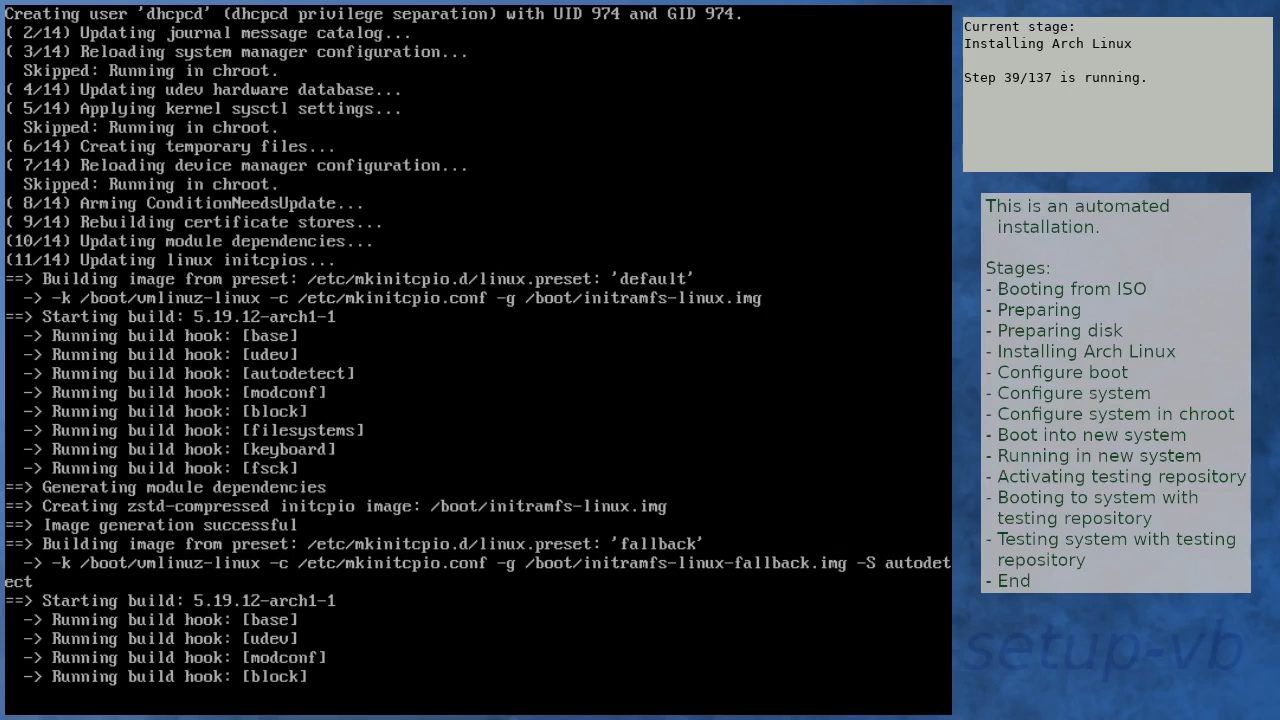 Creating user 'dhcpcd' (dhcpcd privilege separation) with UID 974 and GID 974.
( 2/14) Updating journal message catalog...
( 3/14) Reloading system manager configuration...
  Skipped: Running in chroot.
( 4/14) Updating udev hardware database...
( 5/14) Applying kernel sysctl settings...
  Skipped: Running in chroot.
( 6/14) Creating temporary files...
( 7/14) Reloading device manager configuration...
  Skipped: Running in chroot.
( 8/14) Arming ConditionNeedsUpdate...
( 9/14) Rebuilding certificate stores...
(10/14) Updating module dependencies...
(11/14) Updating linux initcpios...
==> Building image from preset: /etc/mkinitcpio.d/linux.preset: 'default'
  -> -k /boot/vmlinuz-linux -c /etc/mkinitcpio.conf -g /boot/initramfs-linux.img
==> Starting build: 5.19.12-arch1-1
  -> Running build hook: [base]
  -> Running build hook: [udev]
  -> Running build hook: [autodetect]
  -> Running build hook: [modconf]
  -> Running build hook: [block]
  -> Running build hook: [filesystems]
  -> Running build hook: [keyboard]
  -> Running build hook: [fsck]
==> Generating module dependencies
==> Creating zstd-compressed initcpio image: /boot/initramfs-linux.img
==> Image generation successful
==> Building image from preset: /etc/mkinitcpio.d/linux.preset: 'fallback'
  -> -k /boot/vmlinuz-linux -c /etc/mkinitcpio.conf -g /boot/initramfs-linux-fallback.img -S autodet
ect
==> Starting build: 5.19.12-arch1-1
  -> Running build hook: [base]
  -> Running build hook: [udev]
  -> Running build hook: [modconf]
  -> Running build hook: [block]
Current stage:
Installing Arch Linux
Step 39/137 is running.
This is an automated
installation.
Stages:
- Booting from ISO
- Preparing
- Preparing disk
- Installing Arch Linux
- Configure boot
- Configure system
- Configure system in chroot
- Boot into new system
- Running in new system
- Activating testing repository
- Booting to system with
testing repository
- Testing system with testing
repository
- End
-setup-vb